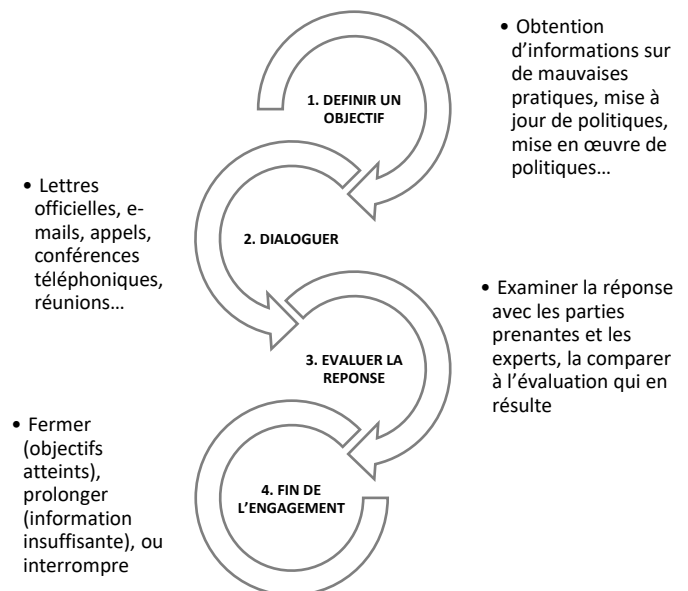 1. DEFINIR UN
OBJECTIF
• Obtention
d’informations sur
de mauvaises
pratiques, mise à
jour de politiques,
mise en œuvre de
politiques…
2. DIALOGUER
• Lettres
officielles, e-
mails, appels,
conférences
téléphoniques,
réunions…
3. EVALUER LA
REPONSE
• Examiner la réponse
avec les parties
prenantes et les
experts, la comparer
à l’évaluation qui en
résulte
4. FIN DE
L’ENGAGEMENT
• Fermer
(objectifs
atteints),
prolonger
(information
insuffisante), ou
interrompre